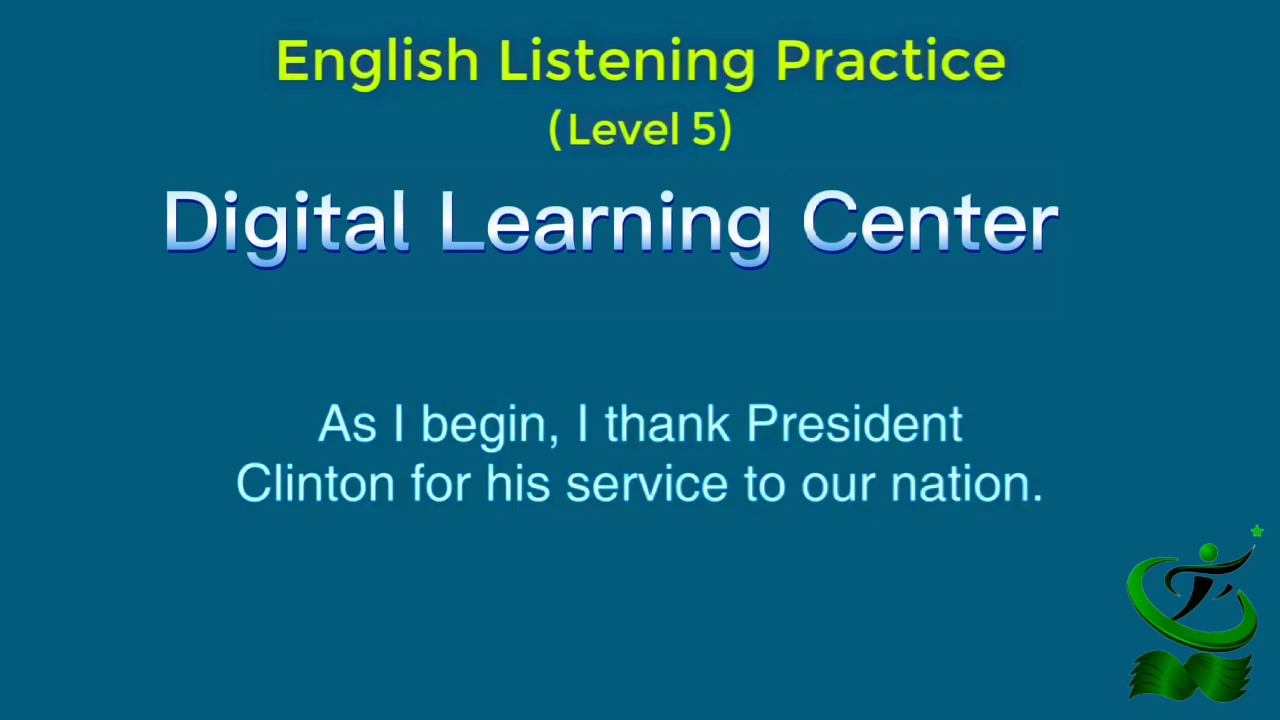 English Listening Practice
(Level 5)
Digital Learning Center
As I begin, I thank President
Clinton for his service to our nation.